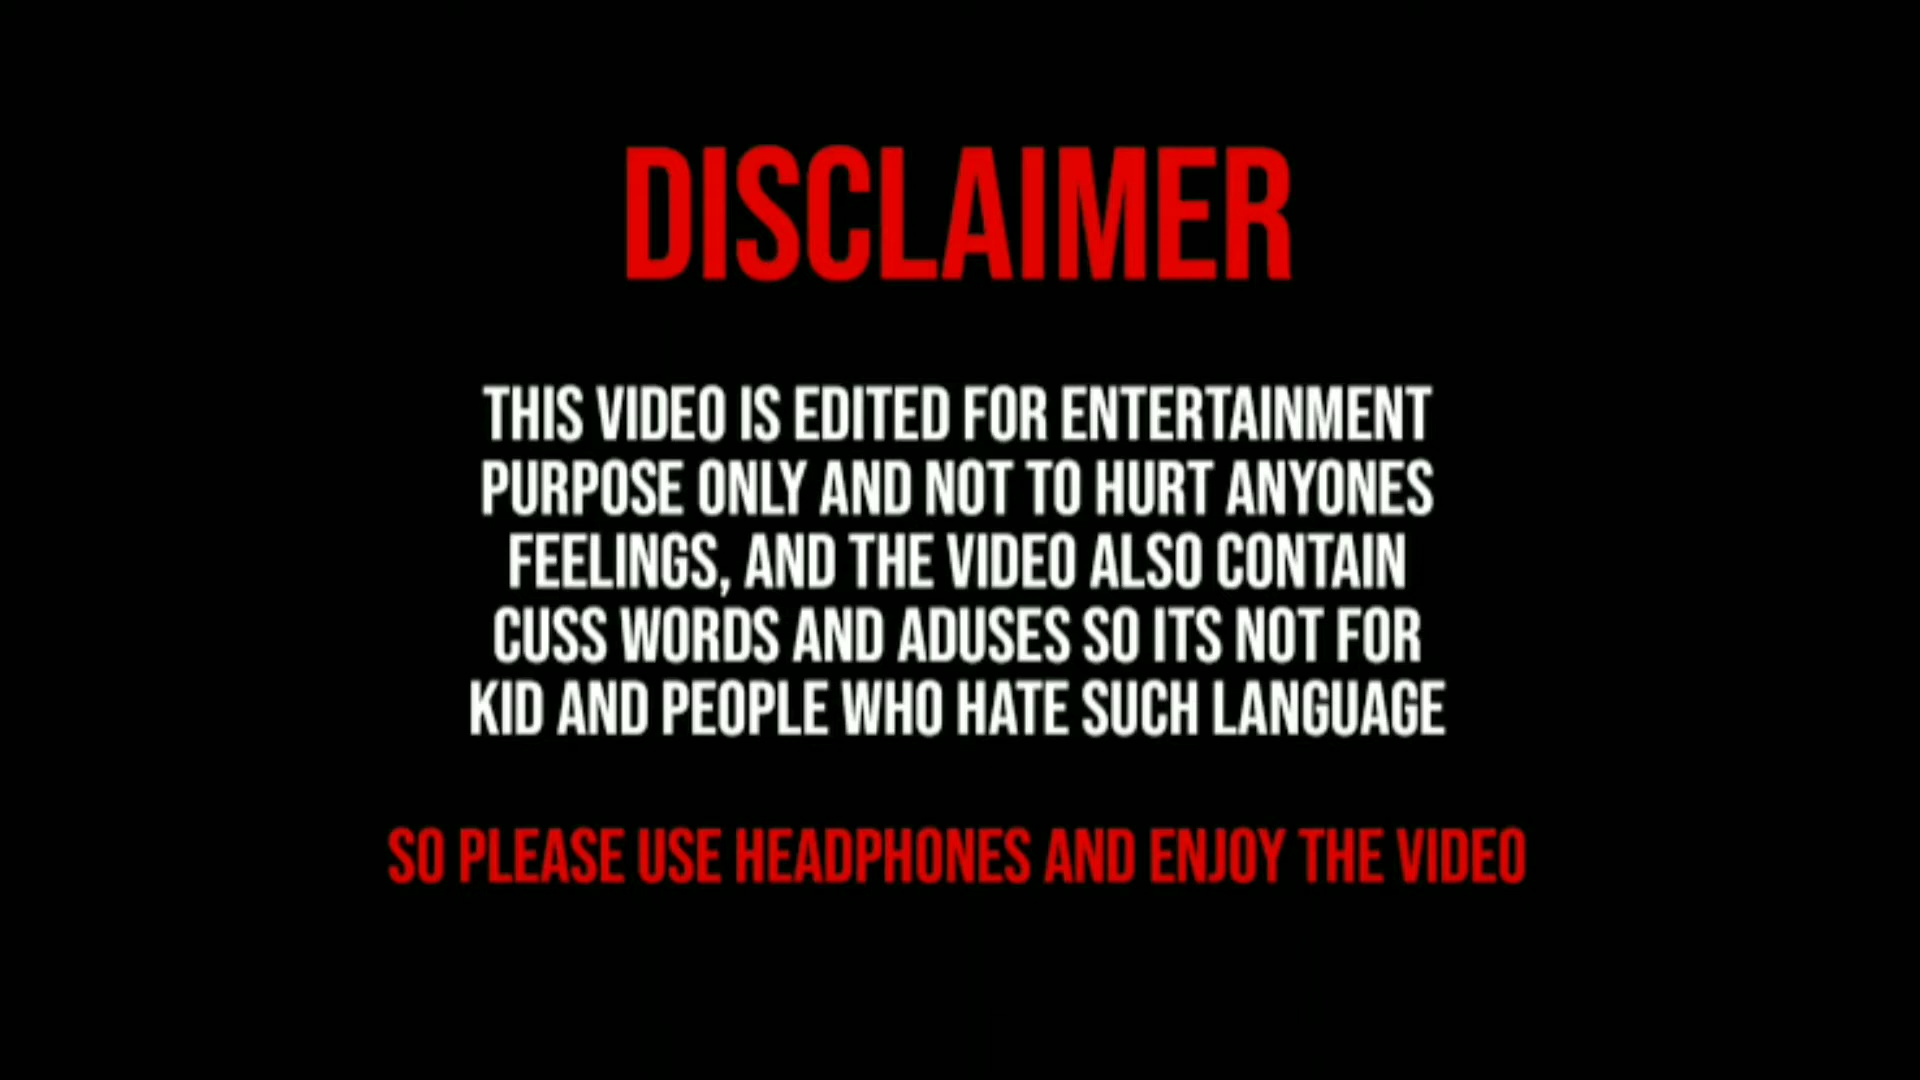 DISCLAIMER
THIS VIDEO IS EDITED FOR ENTERTAINMENT
PURPOSE ONLY AND NOT TO HURT ANYONES
FEELINGS, AND THE VIDEO ALSO CONTAIN
CUSS WORDS AND ADUSES SO ITS NOT FOR
KID AND PEOPLE WHO HATE SUCH LANGUAGE
SO PLEASE USE HEADPHONES AND ENJOY THE VIDEO